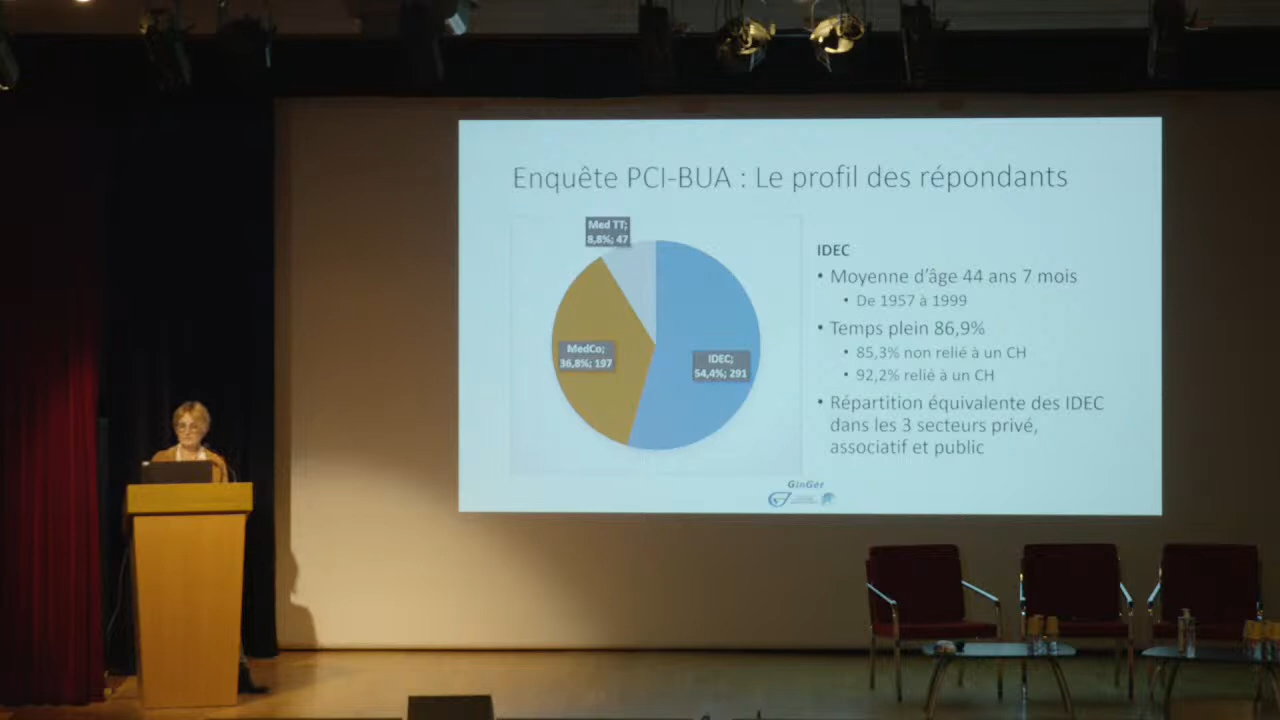 Enquête PCI-BUA : Le profil des répondants
Med TT;
8,8%; 47
MedCo;
36,8%; 197
IDEC;
54,4%; 291
IDEC
• Moyenne d'âge 44 ans 7 mois
• De 1957 à 1999
• Temps plein 86,9%
• 85,3% non relié à un CH
• 92,2% relié à un CH
• Répartition équivalente des IDEC
dans les 3 secteurs privé,
associatif et public
GInGer